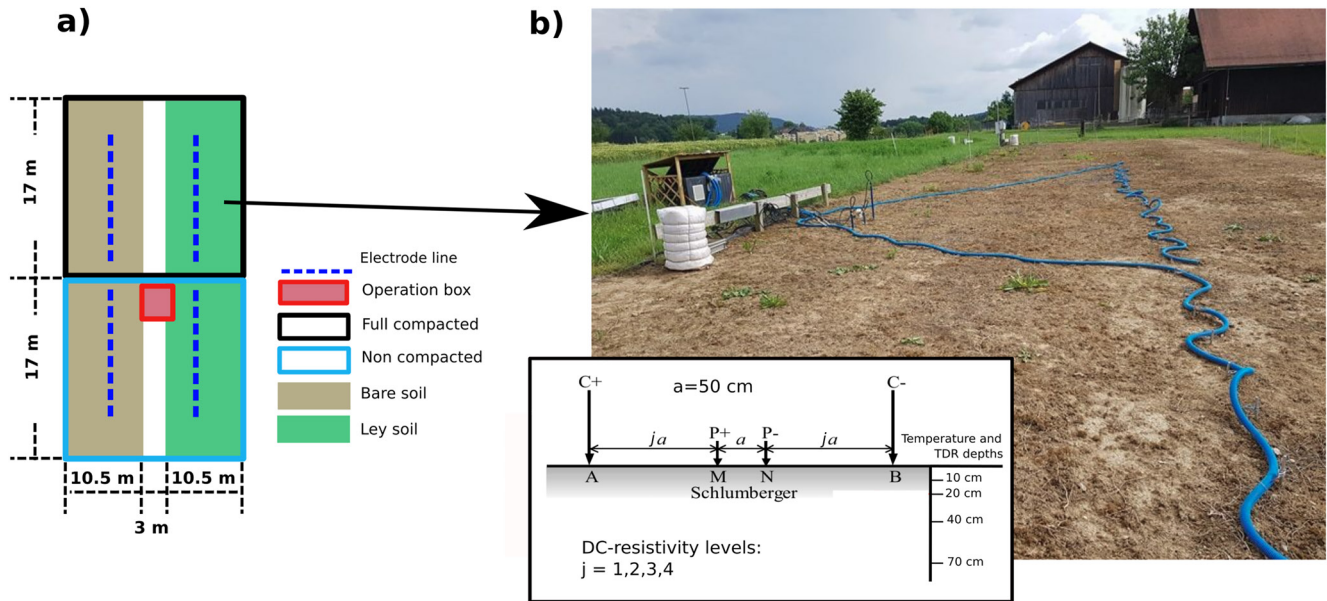 a)
17 m
17 m
10.5 m
10.5 m
3 m
Electrode line
Operation box
Full compacted
Non compacted
Bare soil
Ley soil
b)
C+
a=50 cm
C-
ja
P+
a
P-
ja
Temperature and
TDR depths
A
M
N
B
Schlumberger
10 cm
20 cm
40 cm
70 cm
DC-resistivity levels:
j = 1,2,3,4